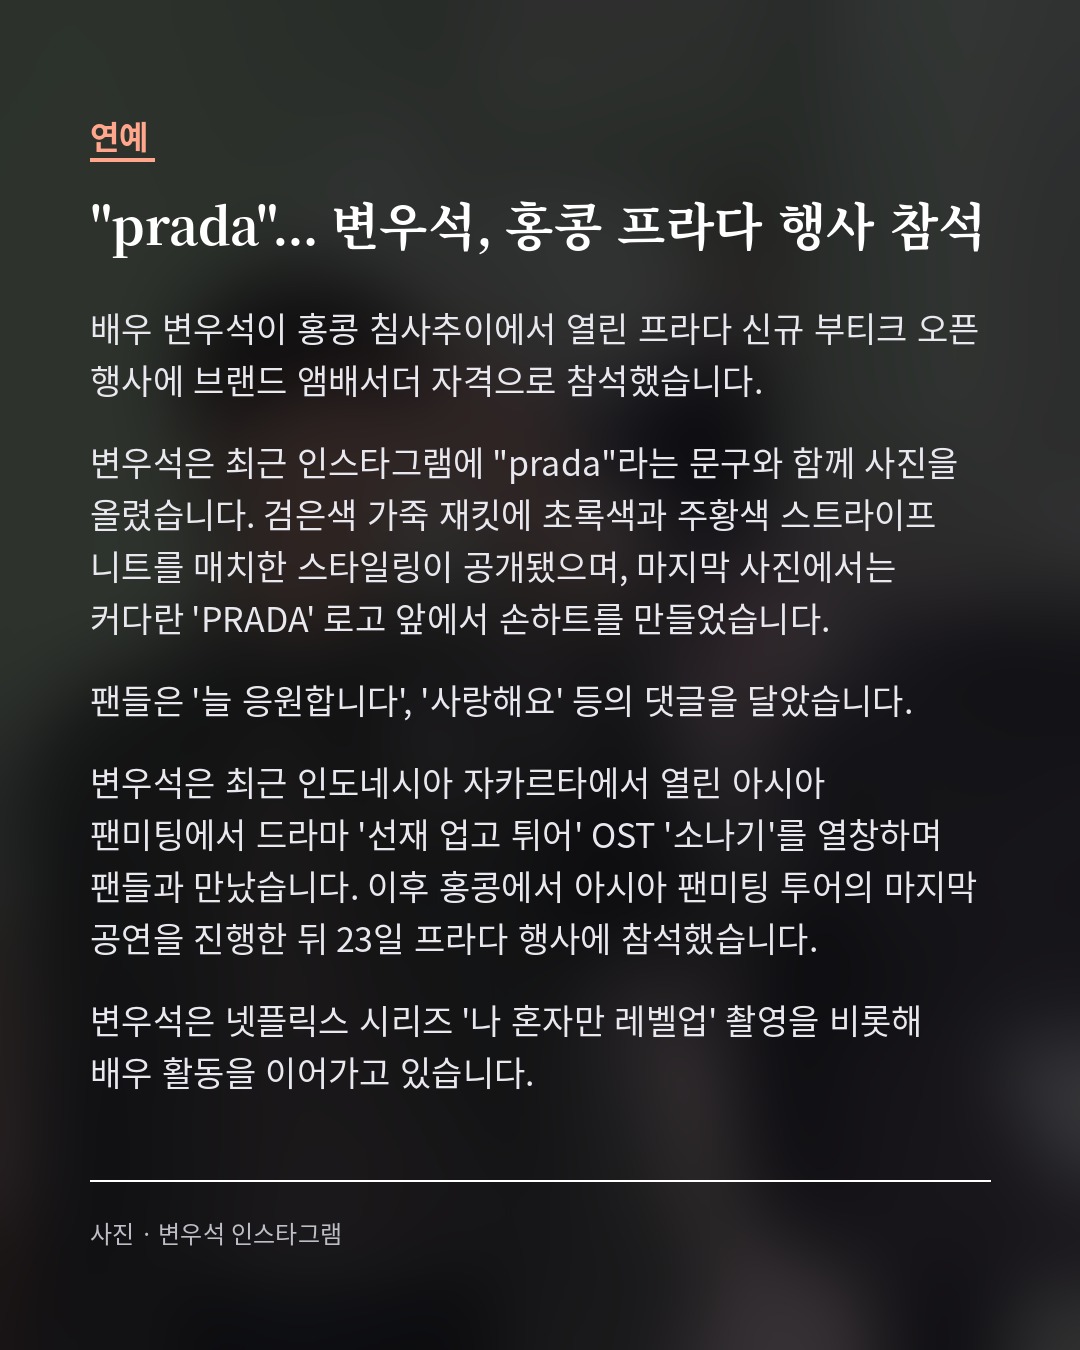 연예
"prada"... 변우석, 홍콩 프라다 행사 참석
배우 변우석이 홍콩 침사추이에서 열린 프라다 신규 부티크 오픈
행사에 브랜드 앰배서더 자격으로 참석했습니다.
변우석은 최근 인스타그램에 "prada"라는 문구와 함께 사진을
올렸습니다. 검은색 가죽 재킷에 초록색과 주황색 스트라이프
니트를 매치한 스타일링이 공개됐으며, 마지막 사진에서는
커다란 'PRADA' 로고 앞에서 손하트를 만들었습니다.
팬들은 '늘 응원합니다', '사랑해요' 등의 댓글을 달았습니다.
변우석은 최근 인도네시아 자카르타에서 열린 아시아
팬미팅에서 드라마 '선재 업고 튀어' OST '소나기'를 열창하며
팬들과 만났습니다. 이후 홍콩에서 아시아 팬미팅 투어의 마지막
공연을 진행한 뒤 23일 프라다 행사에 참석했습니다.
변우석은 넷플릭스 시리즈 '나 혼자만 레벨업' 촬영을 비롯해
배우 활동을 이어가고 있습니다.
사진 · 변우석 인스타그램